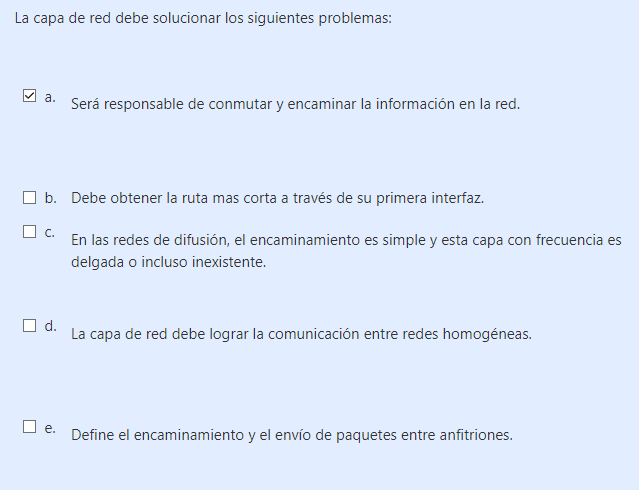 La capa de red debe solucionar los siguientes problemas:
a. Será responsable de conmutar y encaminar la información en la red.
b. Debe obtener la ruta mas corta a través de su primera interfaz.
c. En las redes de difusión, el encaminamiento es simple y esta capa con frecuencia es
delgada o incluso inexistente.
d. La capa de red debe lograr la comunicación entre redes homogéneas.
e. Define el encaminamiento y el envío de paquetes entre anfitriones.